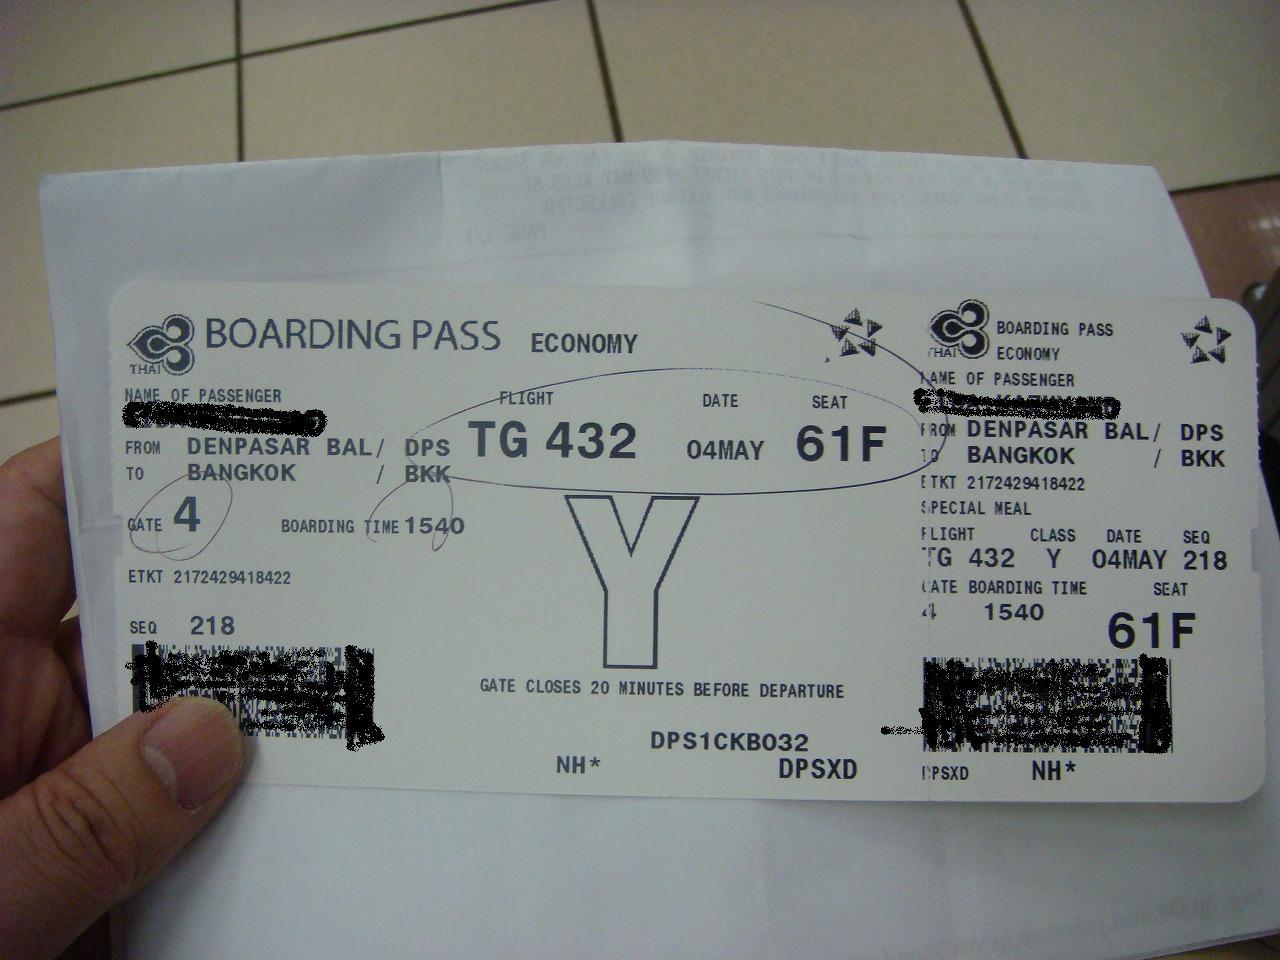 THAI
BOARDING PASS ECONOMY
NAME OF PASSENGER
FROM DENPASAR BAL/ DPS
TO BANGKOK / BKK
FLIGHT DATE SEAT
TG 432 04MAY 61F
GATE 4 BOARDING TIME 1540
Y
ETKT 2172429418422
SEQ 218
GATE CLOSES 20 MINUTES BEFORE DEPARTURE
DPS1CKB032
NH* DPSXD
THAI
BOARDING PASS
ECONOMY
NAME OF PASSENGER
FROM DENPASAR BAL/ DPS
TO BANGKOK / BKK
ETKT 2172429418422
SPECIAL MEAL
FLIGHT CLASS DATE SEQ
TG 432 Y 04MAY 218
GATE BOARDING TIME SEAT
4 1540 61F
DPSXD NH*